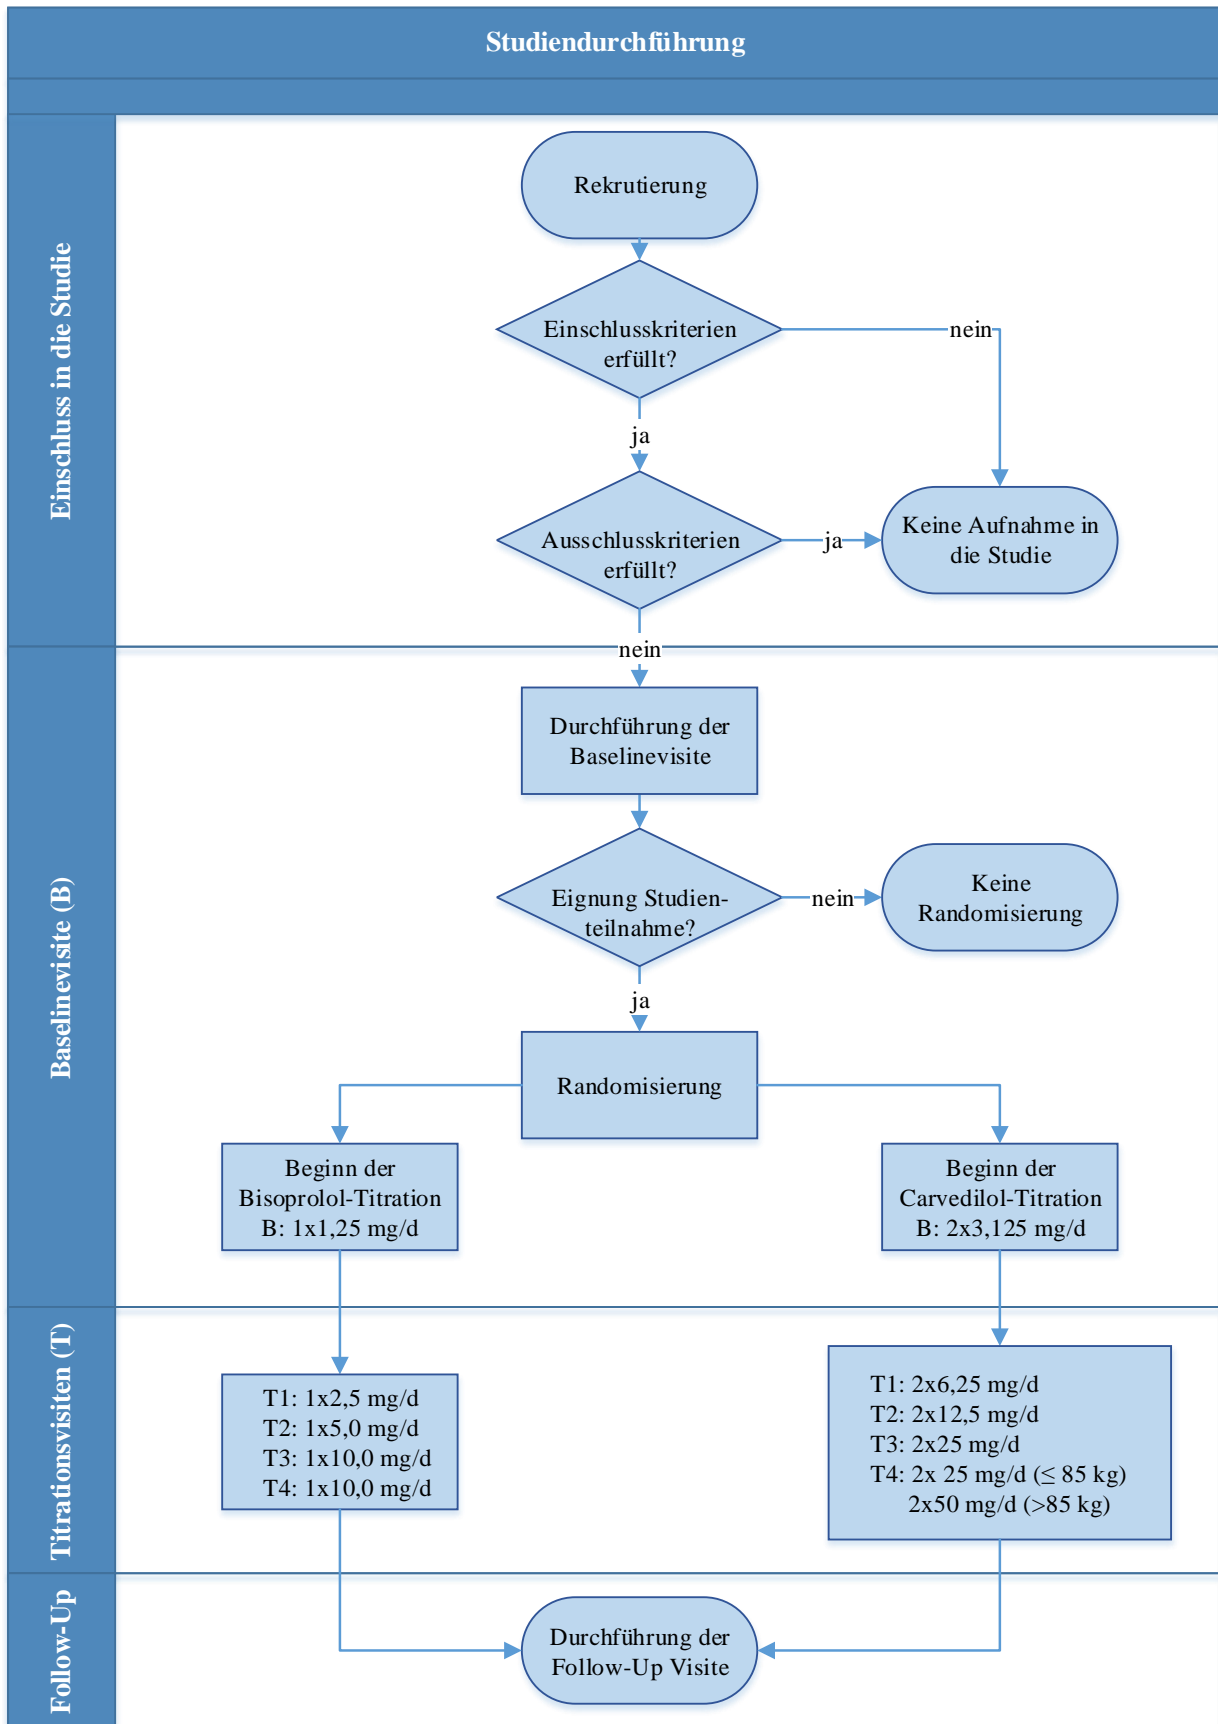 Studiendurchführung
Einschluss in die Studie
Rekrutierung
Einschlusskriterien
erfüllt?
nein
ja
Ausschlusskriterien
erfüllt?
ja
Keine Aufnahme in
die Studie
nein
Baselinevisite (B)
Durchführung der
Baselinevisite
Eignung Studien-
teilnahme?
nein
Keine
Randomisierung
ja
Randomisierung
Beginn der
Bisoprolol-Titration
B: 1x1,25 mg/d
Beginn der
Carvedilol-Titration
B: 2x3,125 mg/d
Titrationsvisiten (T)
T1: 1x2,5 mg/d
T2: 1x5,0 mg/d
T3: 1x10,0 mg/d
T4: 1x10,0 mg/d
T1: 2x6,25 mg/d
T2: 2x12,5 mg/d
T3: 2x25 mg/d
T4: 2x 25 mg/d (≤ 85 kg)
2x50 mg/d (>85 kg)
Follow-Up
Durchführung der
Follow-Up Visite